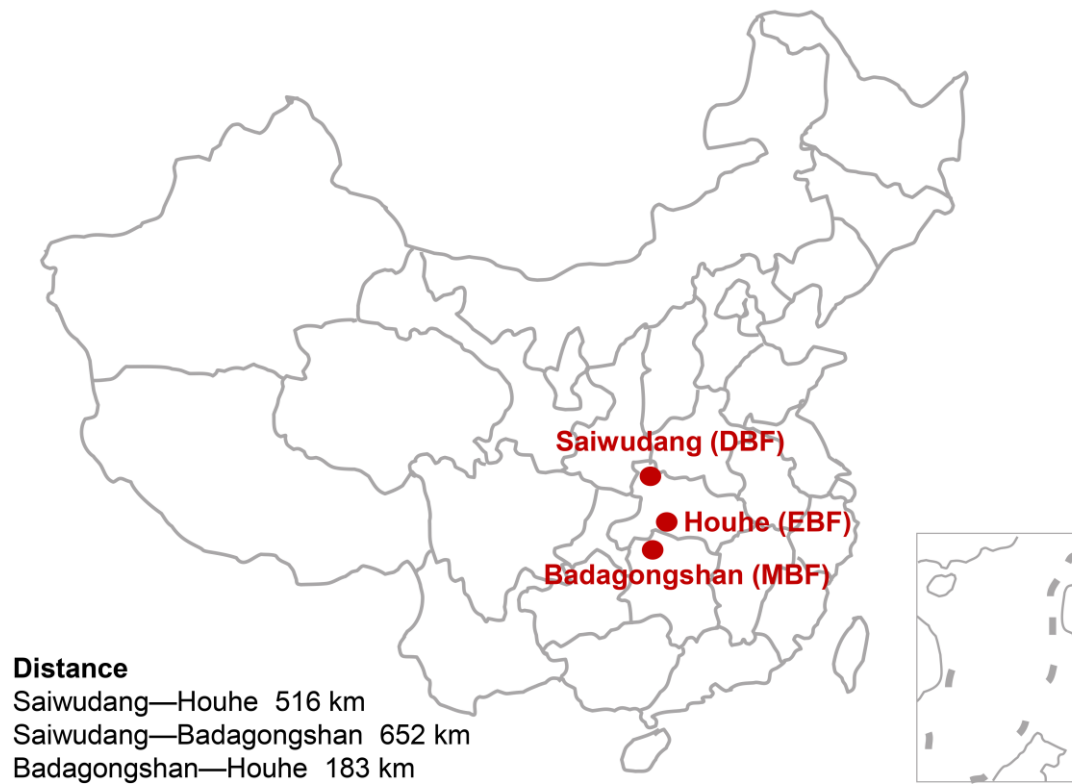 Saiwudang (DBF)
Houhe (EBF)
Badagongshan (MBF)
Distance
Saiwudang—Houhe 516 km
Saiwudang—Badagongshan 652 km
Badagongshan—Houhe 183 km